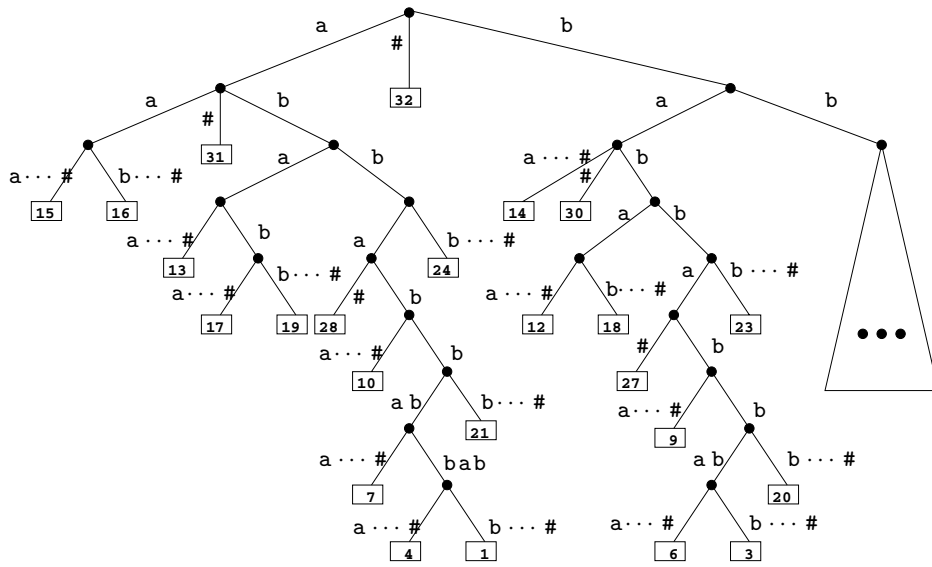 a # b
32
a # b a b
31
a b a ··· # # b
a ··· # b ··· # a b
15 16 14 30
a b
a ··· # b a b ··· # a b ··· #
13 24
a ··· # b ··· # # b a ··· # b ··· #
17 19 28 12 18 23
a ··· # b # b
10 27
a b b ··· # a ··· # b
21 9
a ··· # b a b a b b ··· #
7 20
a ··· # b ··· # a ··· # b ··· #
4 1 6 3